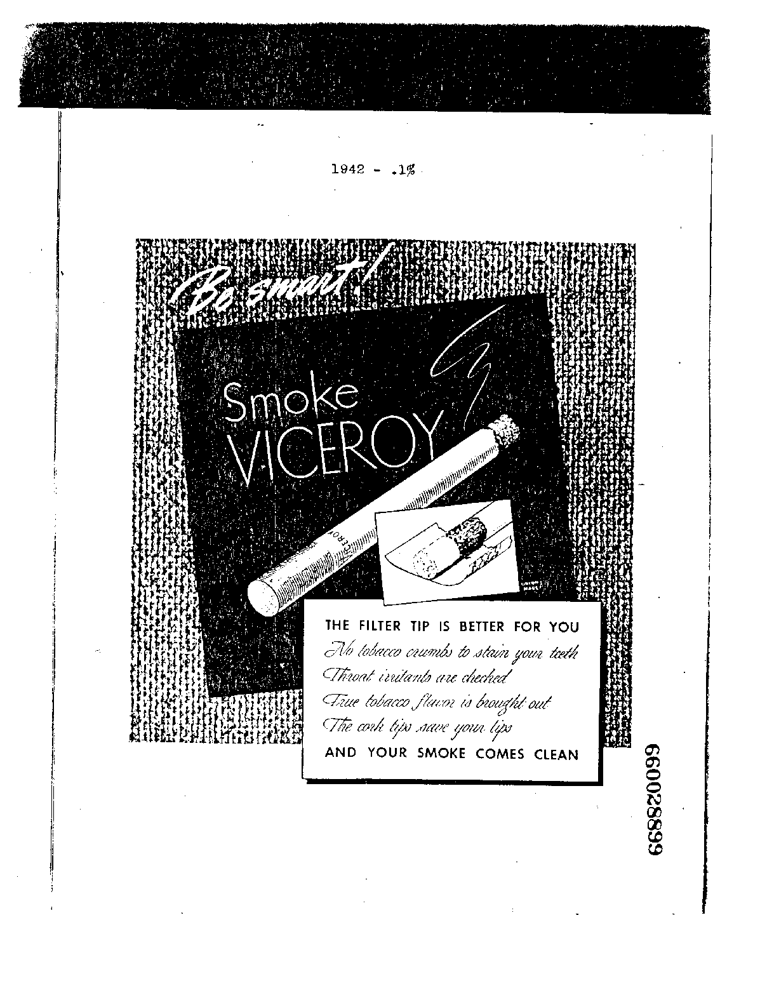 1942 - .1%
Be smart!
Smoke
VICEROY
VICEROY
THE FILTER TIP IS BETTER FOR YOU
No tobacco crumbs to stain your teeth
Throat irritants are checked
True tobacco flavor is brought out
The cork tips save your lips
AND YOUR SMOKE COMES CLEAN
660028899